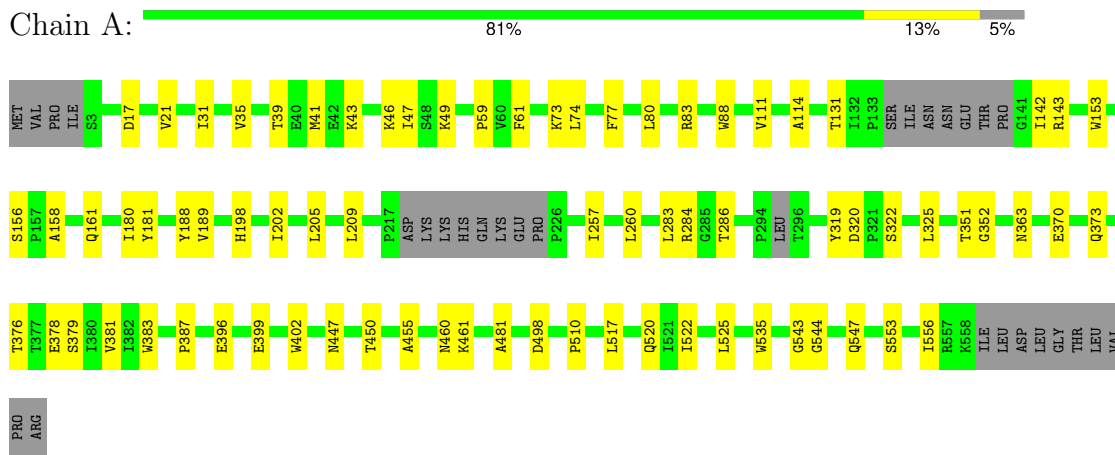 Chain A:
81% 13% 5%
MET VAL PRO ILE S3 D17 V21 I31 V35 T39 E40 M41 E42 K43 K46 I47 S48 K49 P59 V60 F61 K73 L74 F77 L80 R83 W88 V111 A114 T131 I132 P133 SER ILE ASN ASN GLU THR PRO G141 I142 R143 W153
S156 P157 A158 Q161 I180 Y181 Y188 V189 H198 I202 L205 L209 P217 ASP LYS LYS HIS GLN LYS GLU PRO P226 I257 L260 L283 R284 G285 T286 P294 LEU T296 Y319 D320 P321 S322 L325 T351 G352 N363 E370 Q373
T376 T377 E378 S379 I380 V381 I382 W383 P387 E396 E399 W402 N447 T450 A455 N460 K461 A481 D498 P510 L517 Q520 I521 I522 L525 W535 G543 G544 Q547 S553 I556 R557 K558 ILE LEU ASP LEU GLY THR LEU VAL
PRO ARG